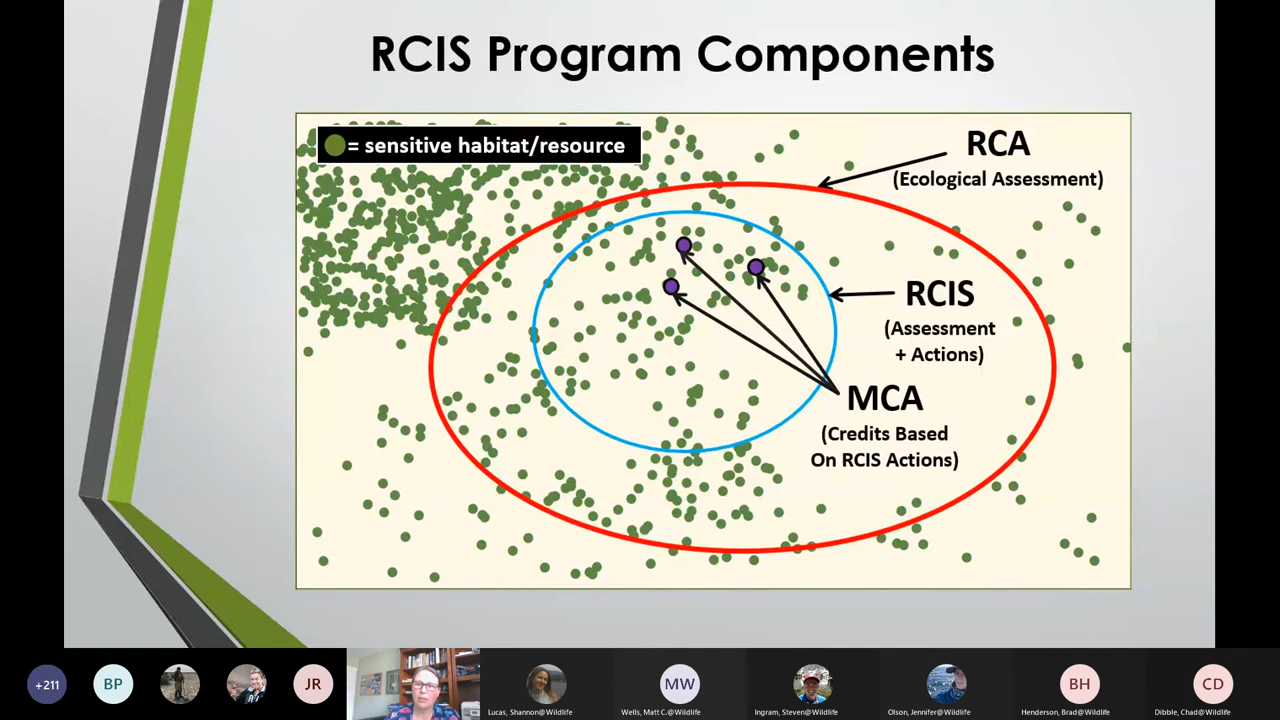 RCIS Program Components
= sensitive habitat/resource
RCA
(Ecological Assessment)
RCIS
(Assessment
+ Actions)
MCA
(Credits Based
On RCIS Actions)
+211
BP
JR
MW
BH
CD
Lucas, Shannon@Wildlife
Wells, Matt C.@Wildlife
Ingram, Steven@Wildlife
Olson, Jennifer@Wildlife
Henderson, Brad@Wildlife
Dibble, Chad@Wildlife